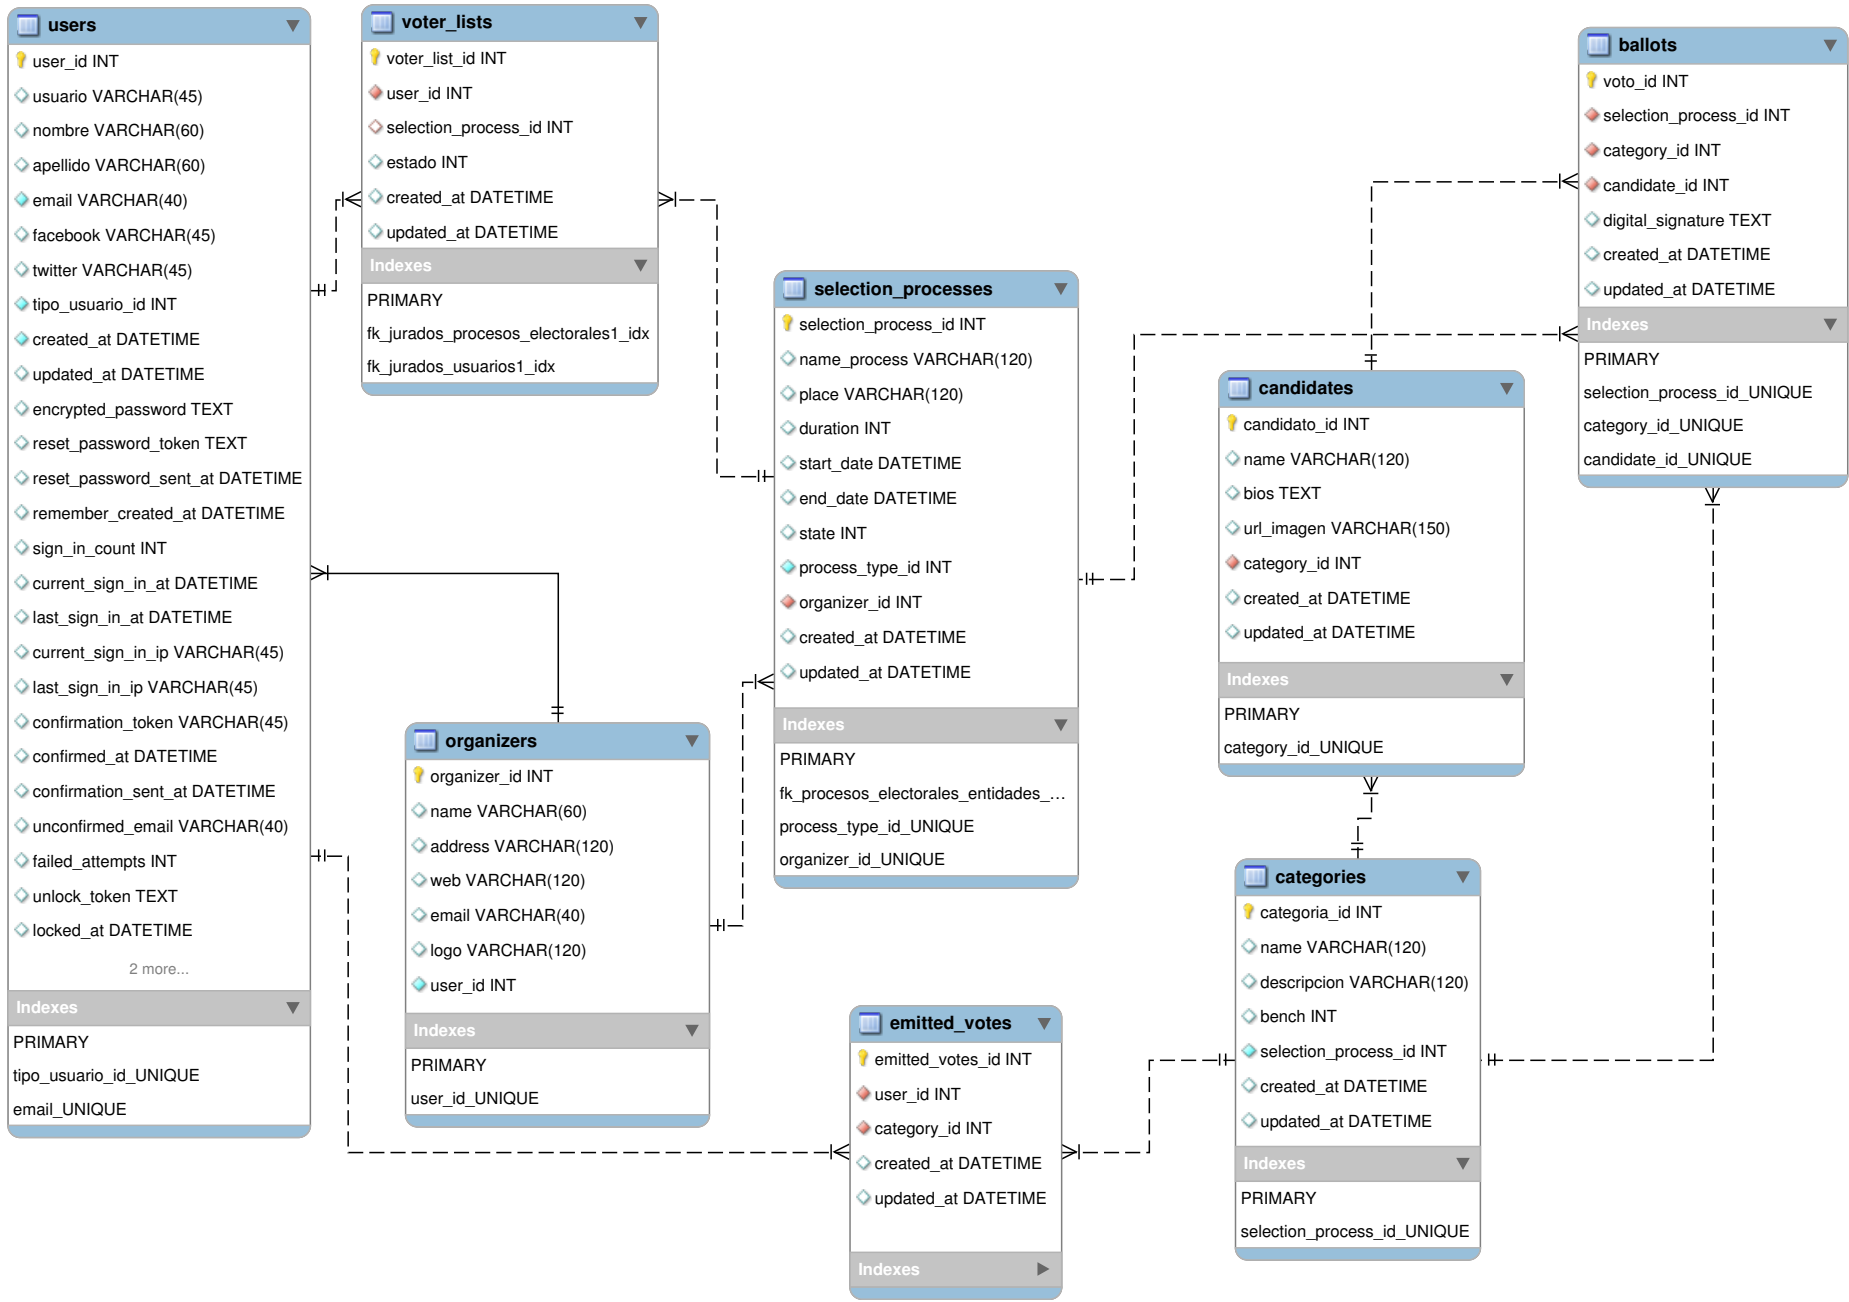 users
user_id INT
usuario VARCHAR(45)
nombre VARCHAR(60)
apellido VARCHAR(60)
email VARCHAR(40)
facebook VARCHAR(45)
twitter VARCHAR(45)
tipo_usuario_id INT
created_at DATETIME
updated_at DATETIME
encrypted_password TEXT
reset_password_token TEXT
reset_password_sent_at DATETIME
remember_created_at DATETIME
sign_in_count INT
current_sign_in_at DATETIME
last_sign_in_at DATETIME
current_sign_in_ip VARCHAR(45)
last_sign_in_ip VARCHAR(45)
confirmation_token VARCHAR(45)
confirmed_at DATETIME
confirmation_sent_at DATETIME
unconfirmed_email VARCHAR(40)
failed_attempts INT
unlock_token TEXT
locked_at DATETIME
2 more...
Indexes
PRIMARY
tipo_usuario_id_UNIQUE
email_UNIQUE
voter_lists
voter_list_id INT
user_id INT
selection_process_id INT
estado INT
created_at DATETIME
updated_at DATETIME
Indexes
PRIMARY
fk_jurados_procesos_electorales1_idx
fk_jurados_usuarios1_idx
organizers
organizer_id INT
name VARCHAR(60)
address VARCHAR(120)
web VARCHAR(120)
email VARCHAR(40)
logo VARCHAR(120)
user_id INT
Indexes
PRIMARY
user_id_UNIQUE
selection_processes
selection_process_id INT
name_process VARCHAR(120)
place VARCHAR(120)
duration INT
start_date DATETIME
end_date DATETIME
state INT
process_type_id INT
organizer_id INT
created_at DATETIME
updated_at DATETIME
Indexes
PRIMARY
fk_procesos_electorales_entidades_...
process_type_id_UNIQUE
organizer_id_UNIQUE
emitted_votes
emitted_votes_id INT
user_id INT
category_id INT
created_at DATETIME
updated_at DATETIME
Indexes
candidates
candidato_id INT
name VARCHAR(120)
bios TEXT
url_imagen VARCHAR(150)
category_id INT
created_at DATETIME
updated_at DATETIME
Indexes
PRIMARY
category_id_UNIQUE
categories
categoria_id INT
name VARCHAR(120)
descripcion VARCHAR(120)
bench INT
selection_process_id INT
created_at DATETIME
updated_at DATETIME
Indexes
PRIMARY
selection_process_id_UNIQUE
ballots
voto_id INT
selection_process_id INT
category_id INT
candidate_id INT
digital_signature TEXT
created_at DATETIME
updated_at DATETIME
Indexes
PRIMARY
selection_process_id_UNIQUE
category_id_UNIQUE
candidate_id_UNIQUE